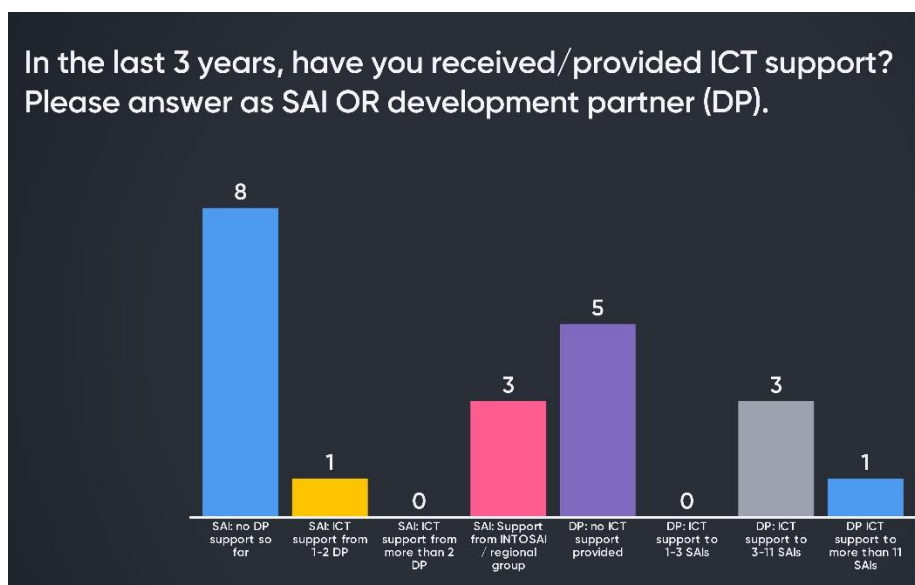 In the last 3 years, have you received/provided ICT support?
Please answer as SAI OR development partner (DP).
8
1
0
3
5
0
3
1
SAI: no DP
support so
far
SAI: ICT
support from
1-2 DP
SAI: ICT
support from
more than 2
DP
SAI: Support
from INTOSAI
/ regional
group
DP: no ICT
support
provided
DP: ICT
support to
1-3 SAIs
DP: ICT
support to
3-11 SAIs
DP ICT
support to
more than 11
SAIs